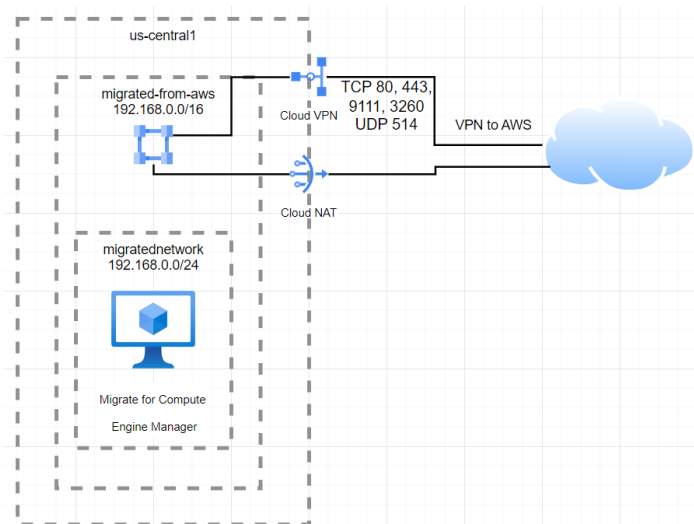 us-central1
migrated-from-aws
192.168.0.0/16
Cloud VPN
TCP 80, 443,
9111, 3260
UDP 514
VPN to AWS
Cloud NAT
migratednetwork
192.168.0.0/24
Migrate for Compute
Engine Manager